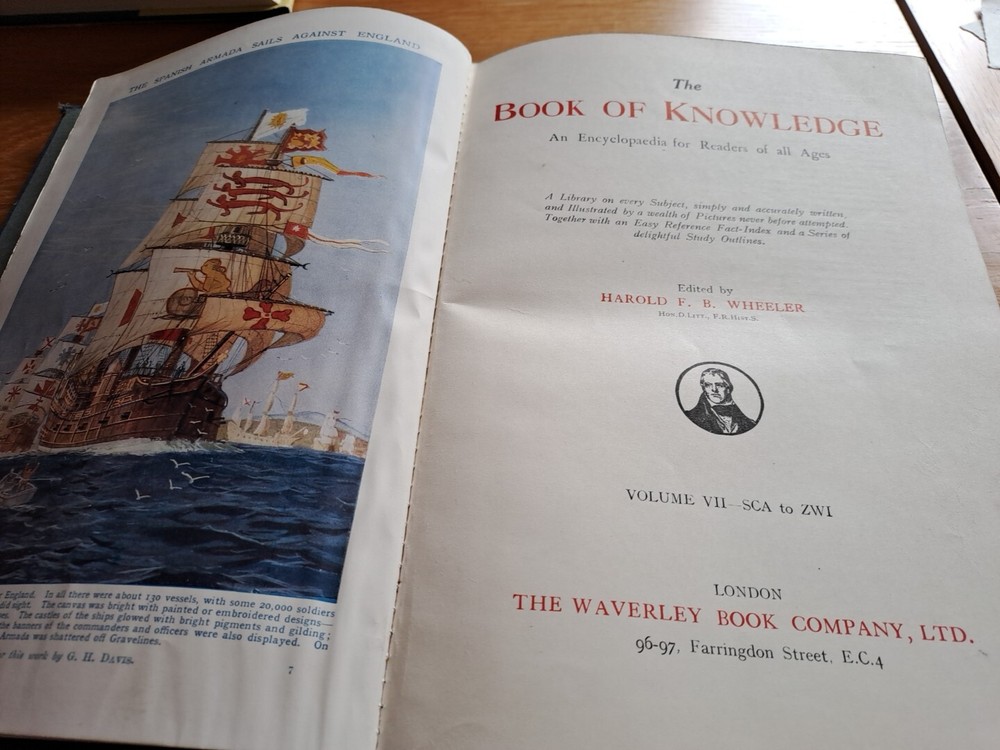 THE SPANISH ARMADA SAILS AGAINST ENGLAND
England. In all there were about 130 vessels, with some 20,000 soldiers
did sight. The canvas was bright with painted or embroidered designs—
es. The castles of the ships glowed with bright pigments and gilding;
the banners of the commanders and officers were also displayed. On
Armada was shattered off Gravelines.
this work by G. H. DAVIS.
7
The
BOOK OF KNOWLEDGE
An Encyclopaedia for Readers of all Ages
A Library on every Subject, simply and accurately written,
and Illustrated by a wealth of Pictures never before attempted.
Together with an Easy Reference Fact-Index and a Series of
delightful Study Outlines.
Edited by
HAROLD F. B. WHEELER
HON.D.LITT., F.R.HIST.S.
VOLUME VII—SCA to ZWI
LONDON
THE WAVERLEY BOOK COMPANY, LTD.
96-97, Farringdon Street, E.C.4